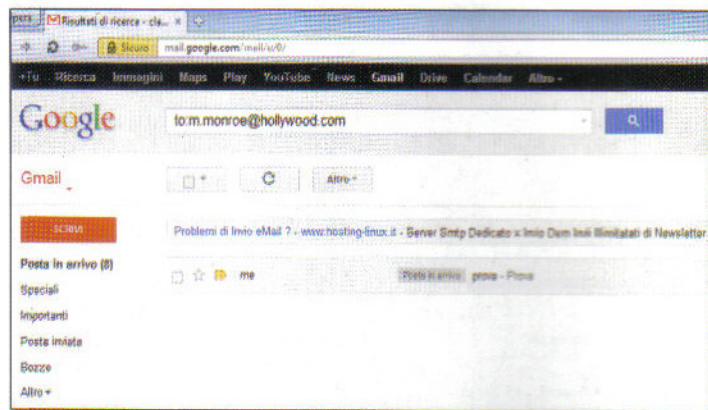 Risultati di ricerca - cla...
Sicuro mail.google.com/mail/u/0/
+Tu Ricerca Immagini Maps Play YouTube News Gmail Drive Calendar Altro
Google to:m.monroe@hollywood.com
Gmail Altro
SCRIVI
Problemi di Invio eMail ? - www.hosting-linux.it - Server Smtp Dedicato x Invio Dem Invii Illimitati di Newsletter
Posta in arrivo (8)
me Posta in arrivo prova - Prova
Speciali
Importanti
Posta inviata
Bozze
Altro